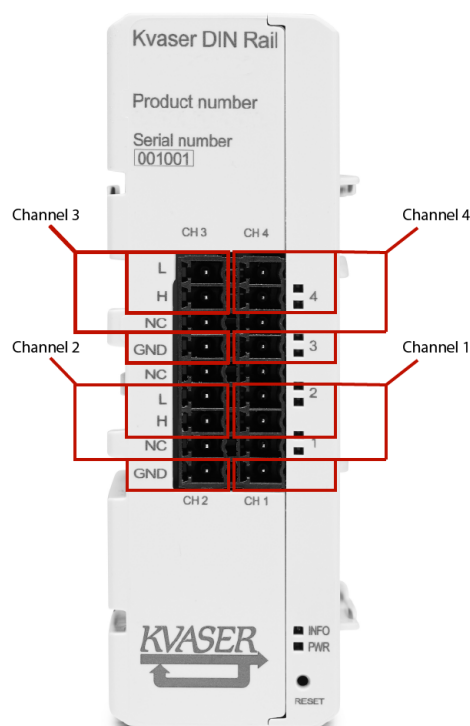 Kvaser DIN Rail
Product number
Serial number
001001
Channel 3
Channel 4
CH 3
CH 4
L
H
4
NC
GND
3
Channel 2
Channel 1
NC
L
2
H
NC
1
GND
CH 2
CH 1
KVASER
INFO
PWR
RESET